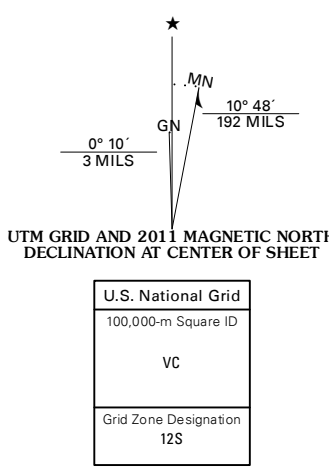 ★
MN
GN
10° 48´
192 MILS
0° 10´
3 MILS
UTM GRID AND 2011 MAGNETIC NORTH
DECLINATION AT CENTER OF SHEET
U.S. National Grid
100,000-m Square ID
VC
Grid Zone Designation
12S